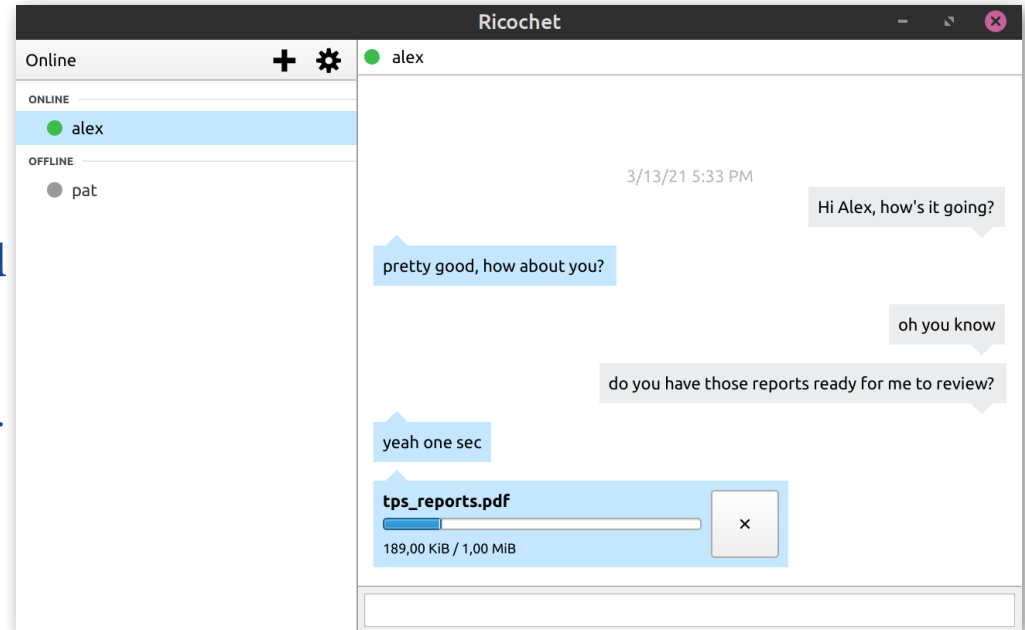 Ricochet
Online
alex
ONLINE
alex
OFFLINE
pat
3/13/21 5:33 PM
Hi Alex, how's it going?
pretty good, how about you?
oh you know
do you have those reports ready for me to review?
yeah one sec
tps_reports.pdf
189,00 KiB / 1,00 MiB